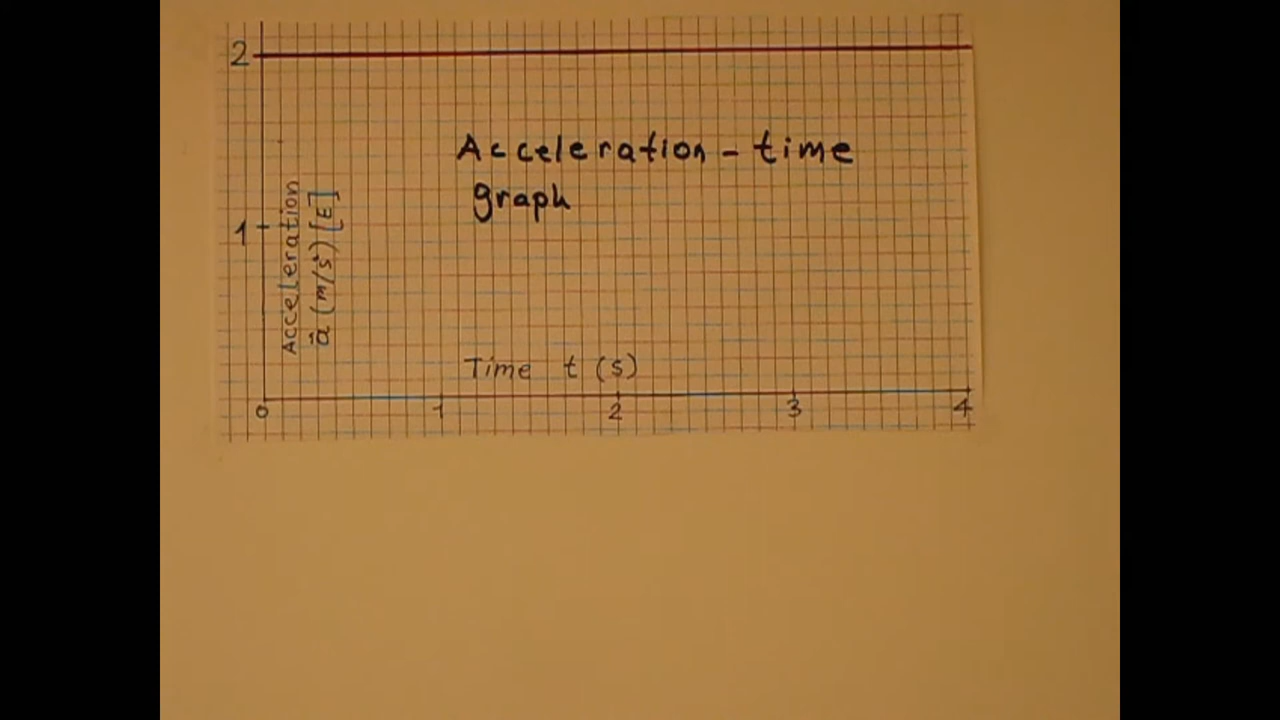 2
Acceleration - time
graph
1
Acceleration
a⃗ (m/s²) [E]
Time t (s)
0 1 2 3 4